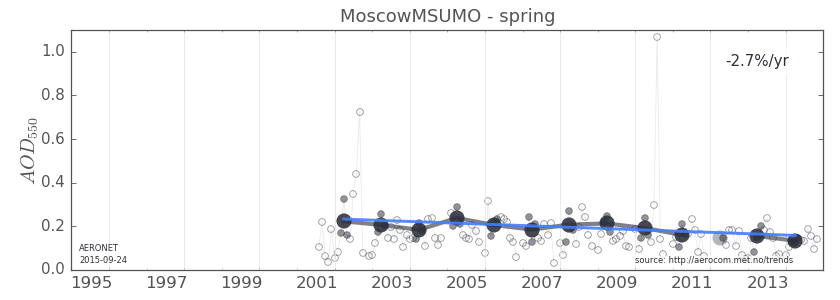 MoscowMSUMO - spring
-2.7%/yr
AOD550
1.0
0.8
0.6
0.4
0.2
0.0
AERONET
2015-09-24
source: http://aerocom.met.no/trends
1995 1997 1999 2001 2003 2005 2007 2009 2011 2013